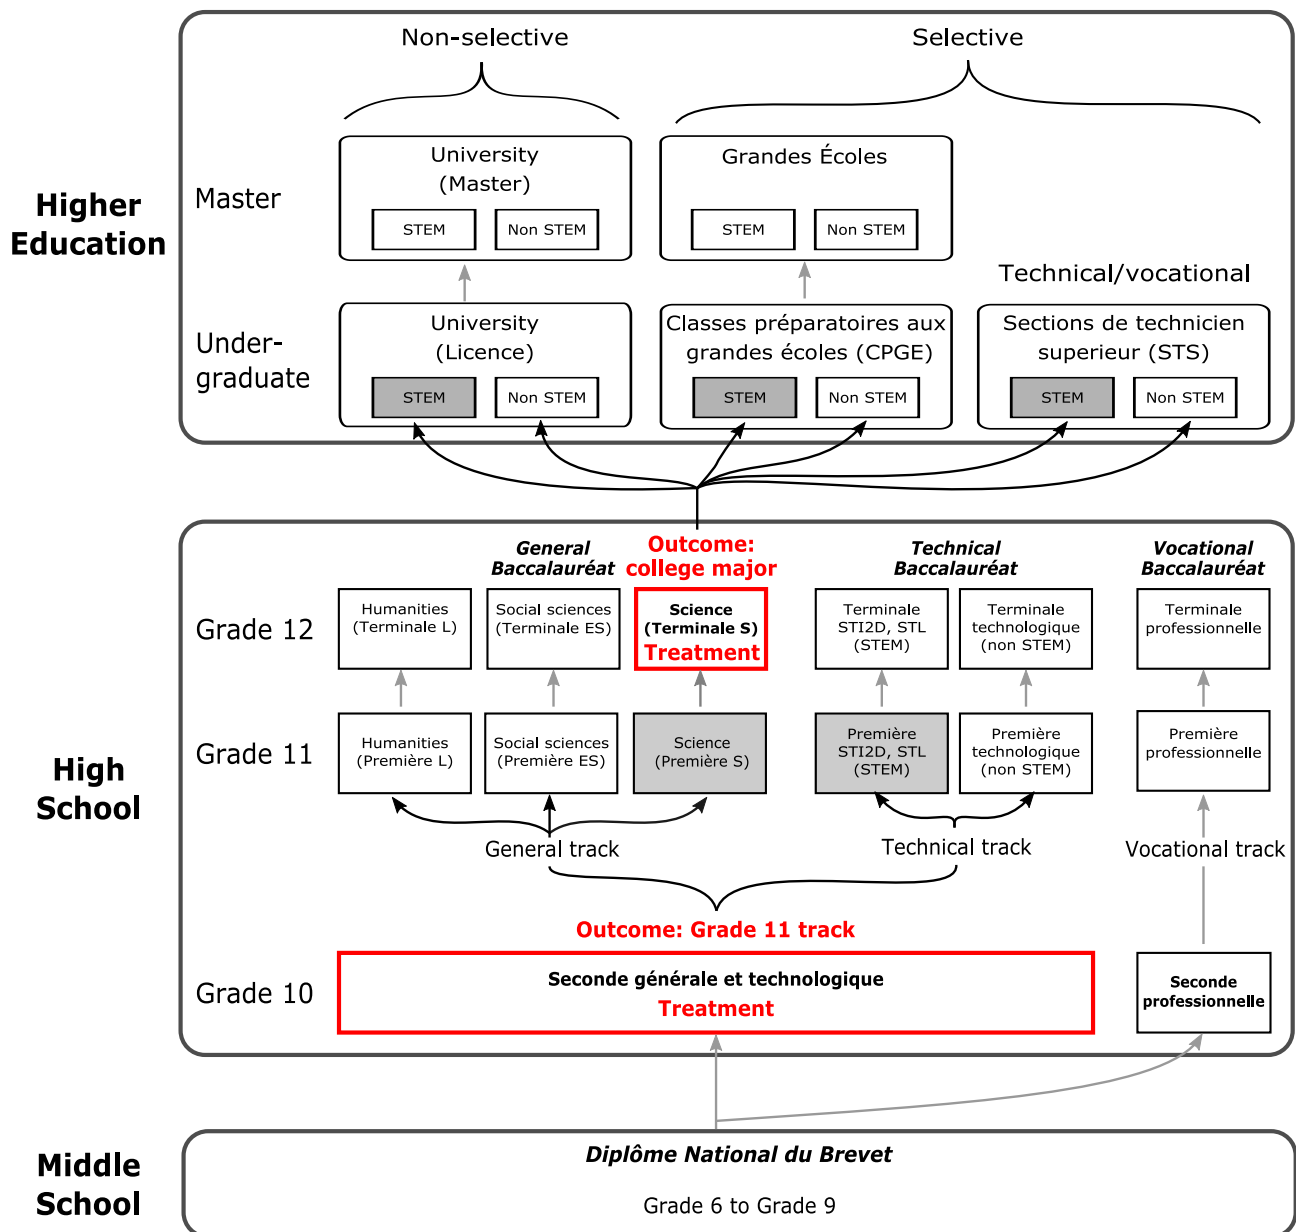 Non-selective
Selective
Higher
Education
Master
University
(Master)
STEM
Non STEM
Grandes Écoles
STEM
Non STEM
Technical/vocational
Under-
graduate
University
(Licence)
STEM
Non STEM
Classes préparatoires aux
grandes écoles (CPGE)
STEM
Non STEM
Sections de technicien
superieur (STS)
STEM
Non STEM
High
School
General
Baccalauréat
Outcome:
college major
Technical
Baccalauréat
Vocational
Baccalauréat
Grade 12
Humanities
(Terminale L)
Social sciences
(Terminale ES)
Science
(Terminale S)
Treatment
Terminale
STI2D, STL
(STEM)
Terminale
technologique
(non STEM)
Terminale
professionnelle
Grade 11
Humanities
(Première L)
Social sciences
(Première ES)
Science
(Première S)
Première
STI2D, STL
(STEM)
Première
technologique
(non STEM)
Première
professionnelle
General track
Technical track
Vocational track
Outcome: Grade 11 track
Grade 10
Seconde générale et technologique
Treatment
Seconde
professionnelle
Middle
School
Diplôme National du Brevet
Grade 6 to Grade 9